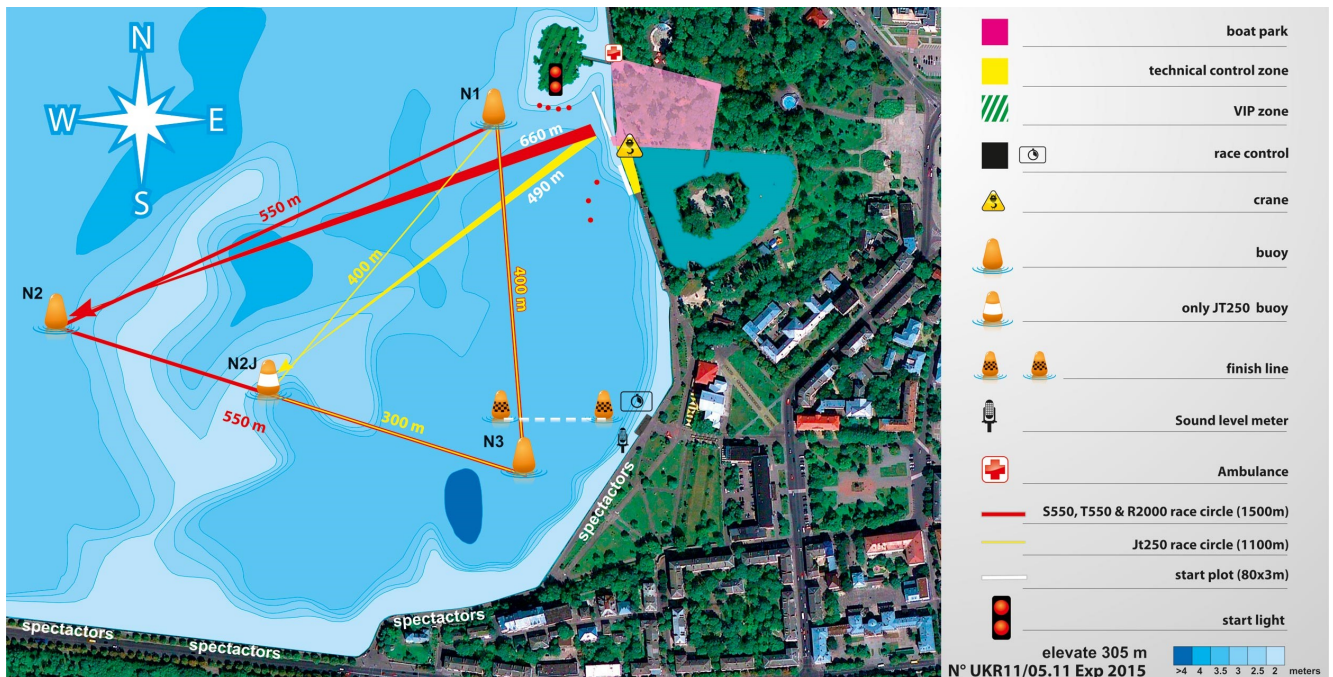 N
W E
S
N1
660 m
490 m
550 m
400 m
400 m
N2
N2J
550 m
300 m
N3
spectactors
spectactors
spectactors
spectactors
boat park
technical control zone
VIP zone
race control
crane
buoy
only JT250 buoy
finish line
Sound level meter
Ambulance
S550, T550 & R2000 race circle (1500m)
Jt250 race circle (1100m)
start plot (80x3m)
start light
elevate 305 m
N° UKR11/05.11 Exp 2015
>4 4 3.5 3 2.5 2 meters